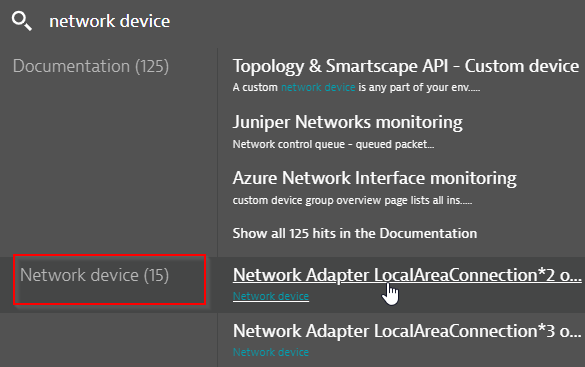 network device
Documentation (125)
Topology & Smartscape API - Custom device
A custom network device is any part of your env.....
Juniper Networks monitoring
Network control queue - queued packet...
Azure Network Interface monitoring
custom device group overview page lists all ins.....
Show all 125 hits in the Documentation
Network device (15)
Network Adapter LocalAreaConnection*2 o...
Network device
Network Adapter LocalAreaConnection*3 o...
Network device